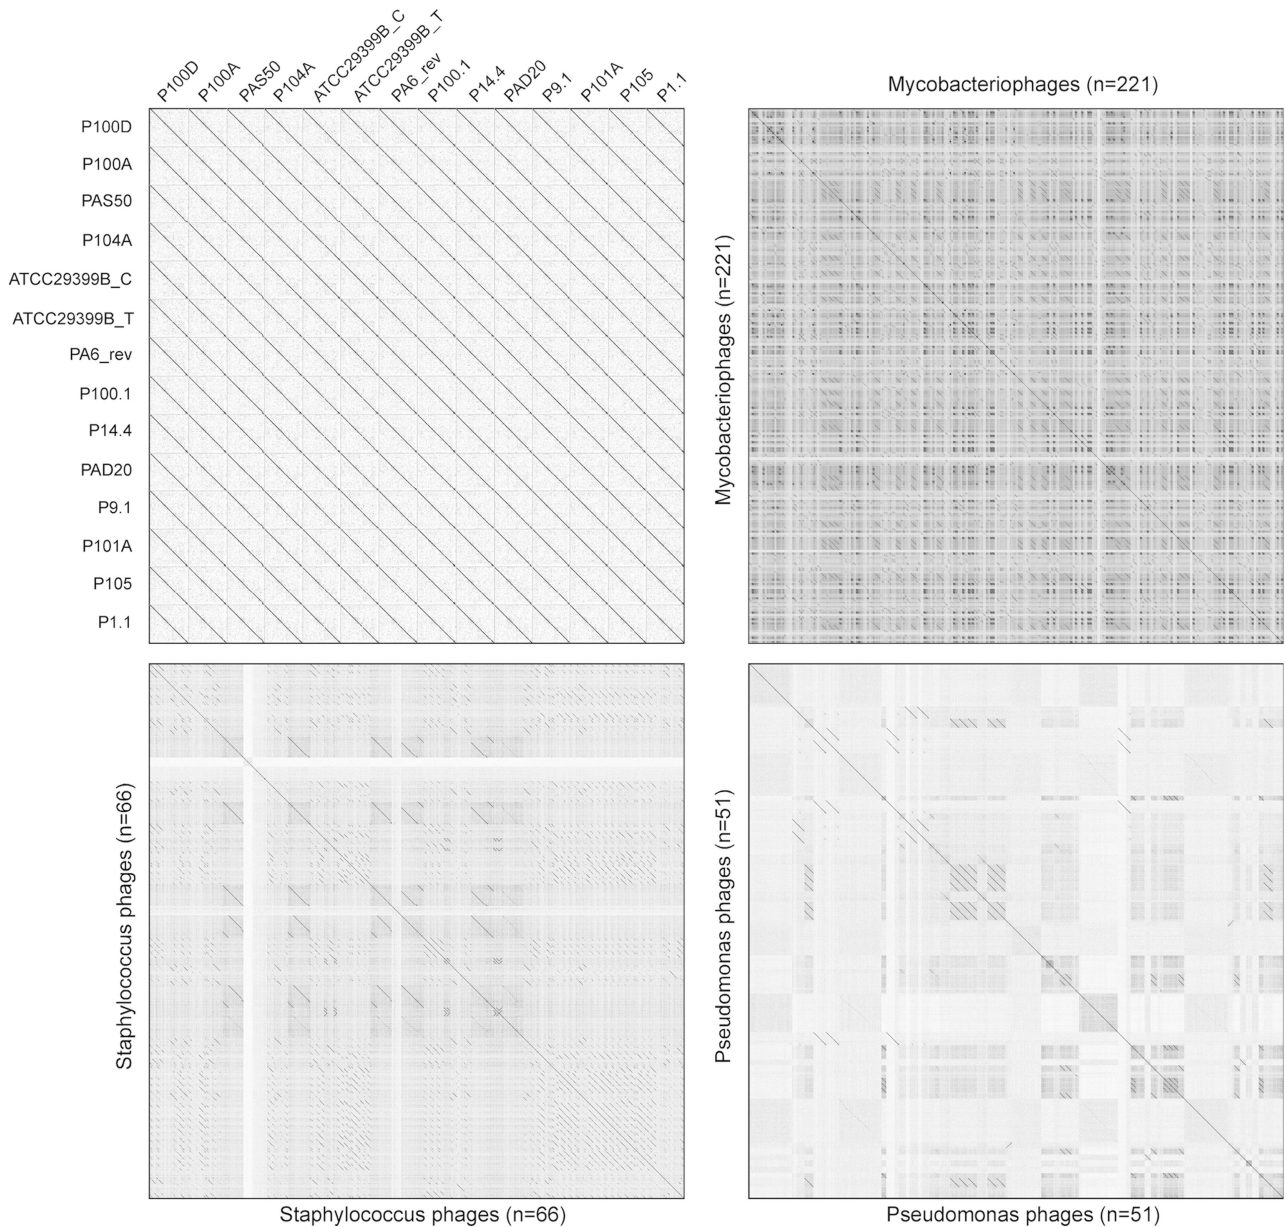 P100D
P100A
PAS50
P104A
ATCC29399B_C
ATCC29399B_T
PA6_rev
P100.1
P14.4
PAD20
P9.1
P101A
P105
P1.1
P100D
P100A
PAS50
P104A
ATCC29399B_C
ATCC29399B_T
PA6_rev
P100.1
P14.4
PAD20
P9.1
P101A
P105
P1.1
Mycobacteriophages (n=221)
Mycobacteriophages (n=221)
Staphylococcus phages (n=66)
Staphylococcus phages (n=66)
Pseudomonas phages (n=51)
Pseudomonas phages (n=51)